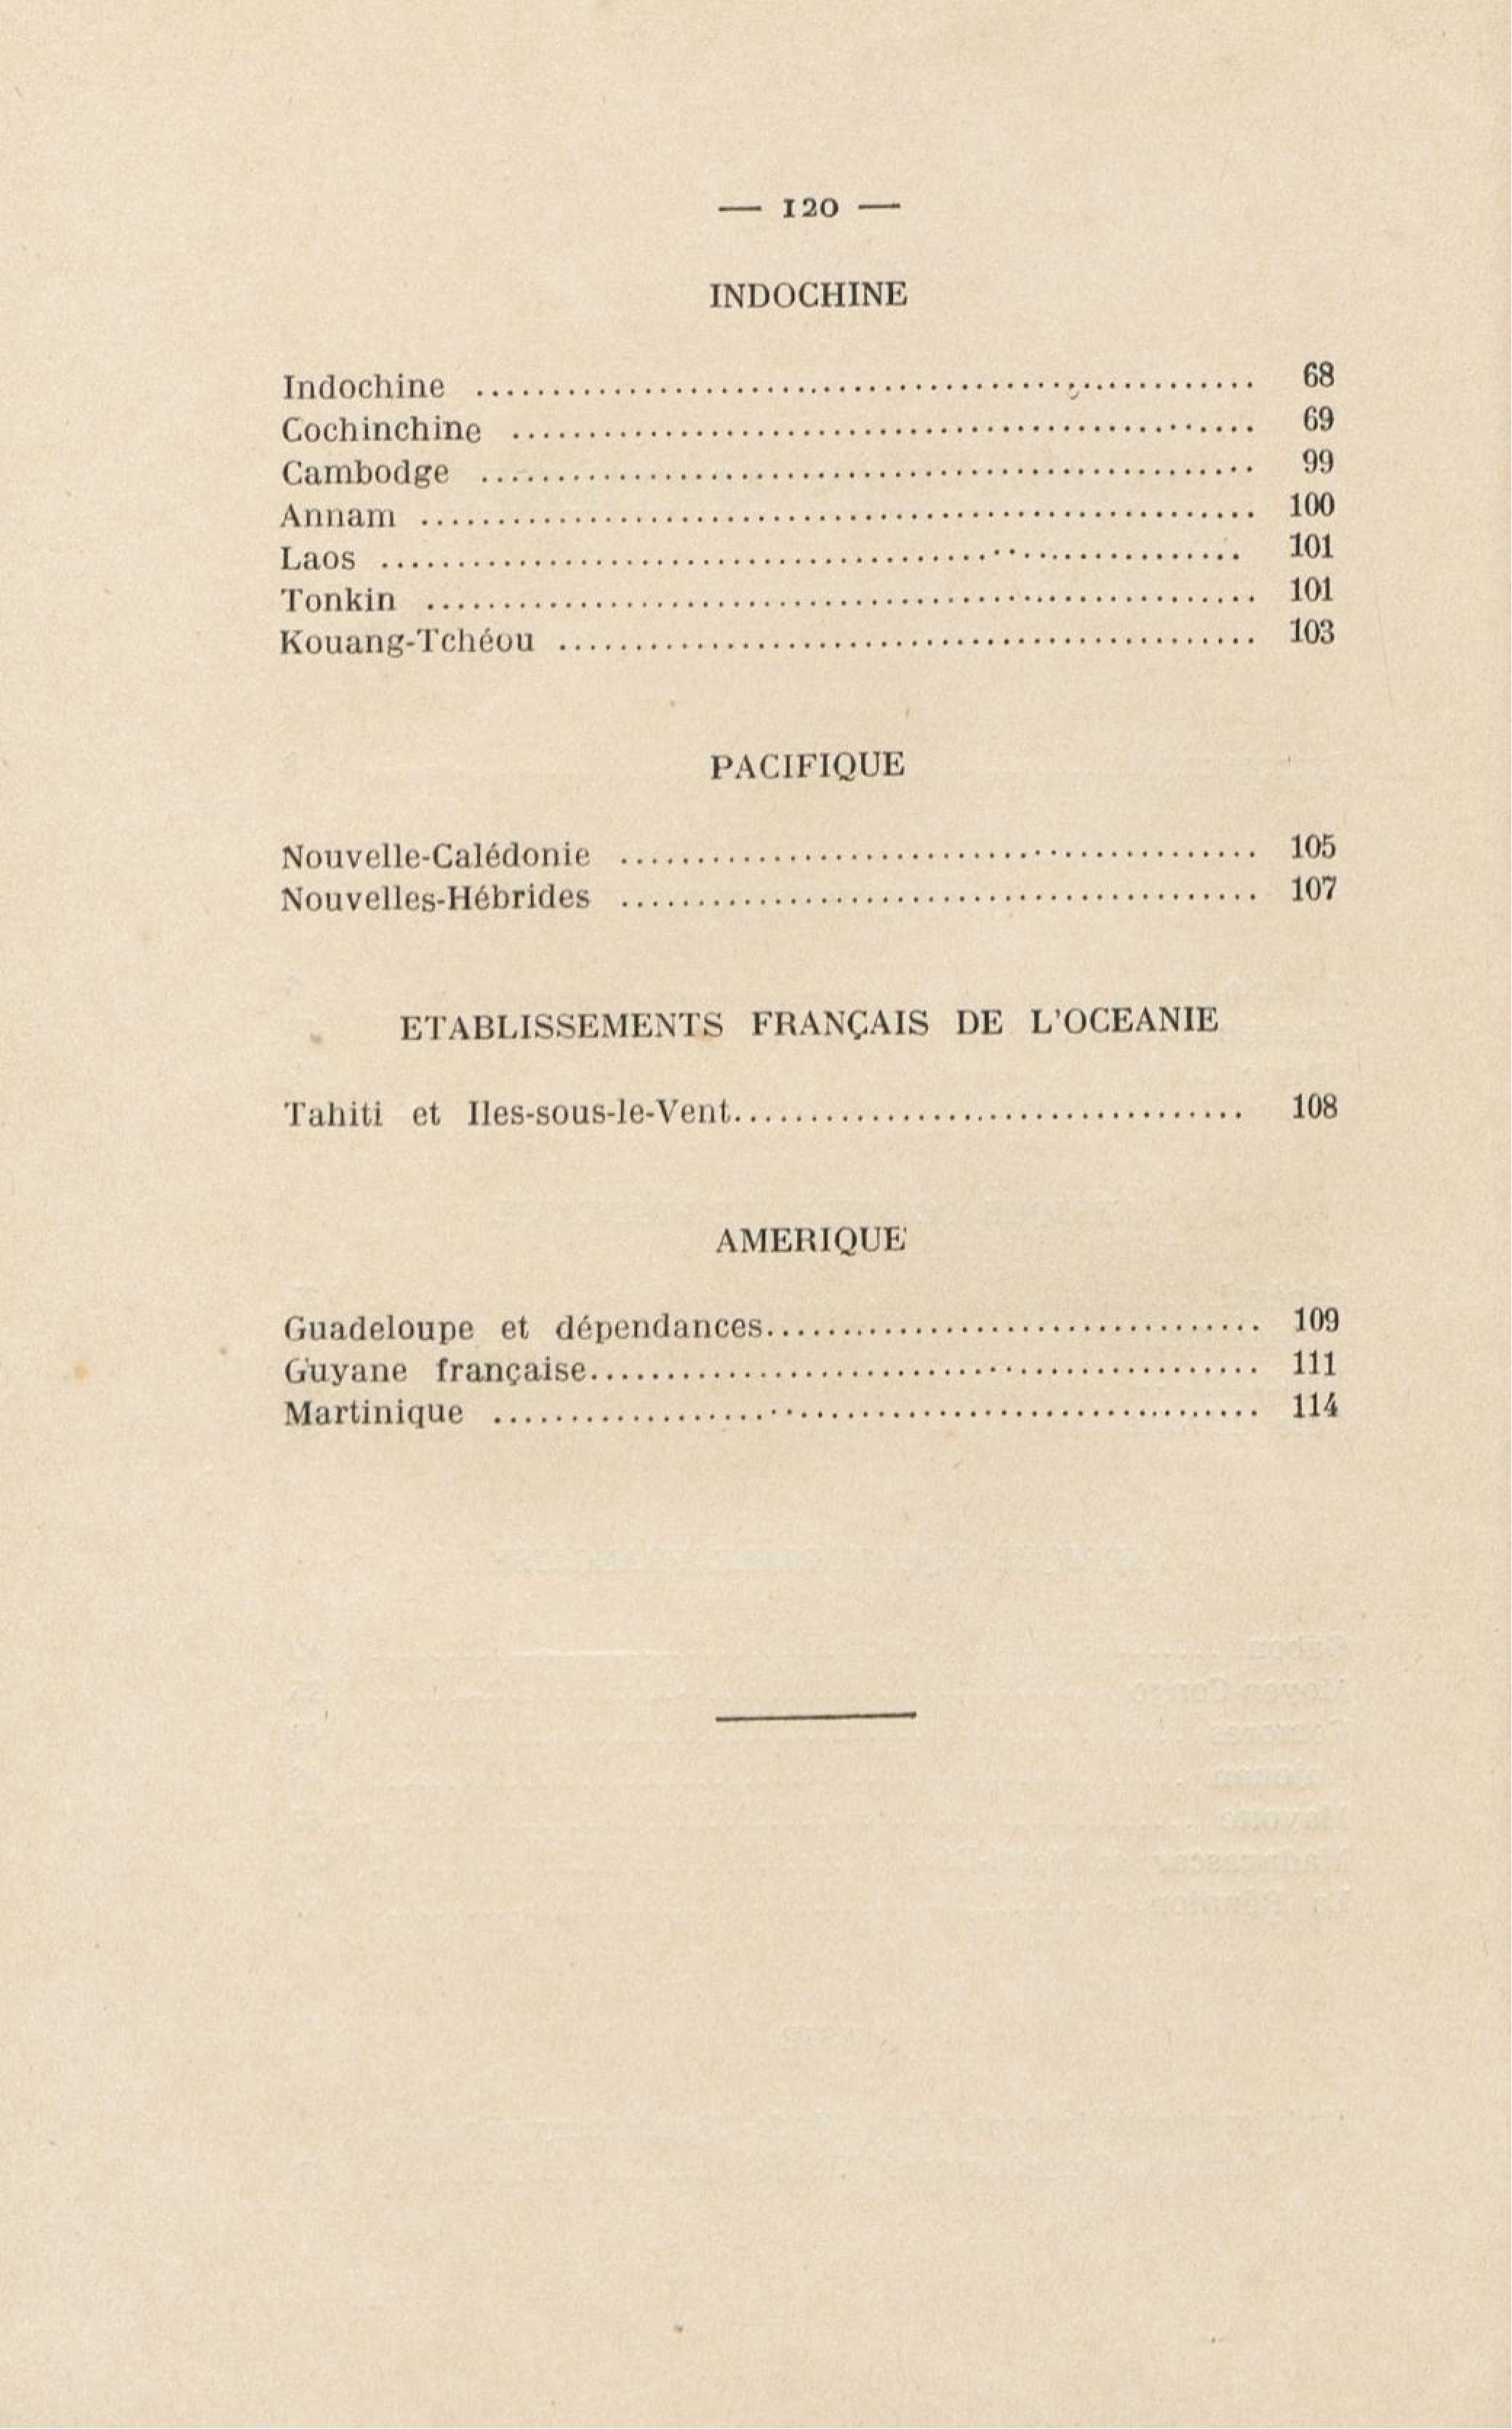 — 120 —
INDOCHINE
Indochine .......... 68
Cochinchine .......... 69
Cambodge .......... 99
Annam .......... 100
Laos .......... 101
Tonkin .......... 101
Kouang-Tchéou .......... 103
PACIFIQUE
Nouvelle-Calédonie .......... 105
Nouvelles-Hébrides .......... 107
ETABLISSEMENTS FRANÇAIS DE L'OCEANIE
Tahiti et Iles-sous-le-Vent .......... 108
AMERIQUE
Guadeloupe et dépendances .......... 109
Guyane française .......... 111
Martinique .......... 114